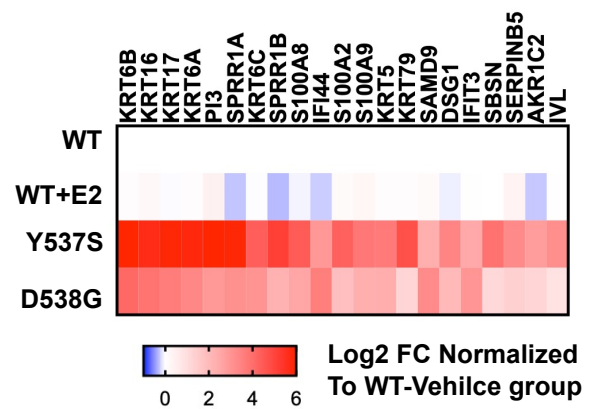 KRT6B
KRT16
KRT17
KRT6A
PI3
SPRR1A
KRT6C
SPRR1B
S100A8
IFI44
S100A2
S100A9
KRT5
KRT79
SAMD9
DSG1
IFIT3
SBSN
SERPINB5
AKR1C2
IVL
WT
WT+E2
Y537S
D538G
0 2 4 6
Log2 FC Normalized
To WT-Vehilce group